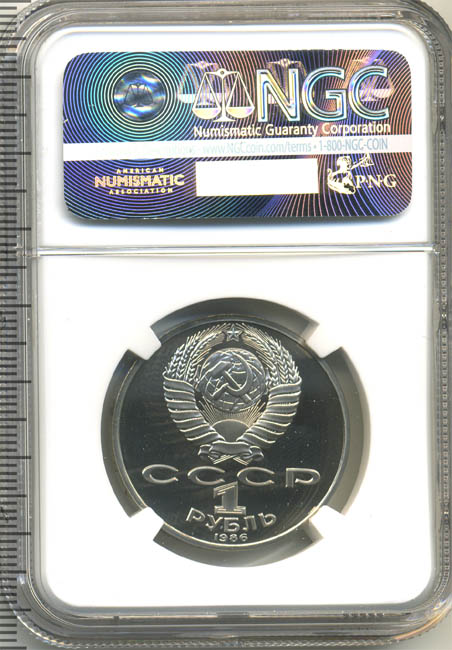 NGC
Numismatic Guaranty Corporation
www.NGCcoin.com/terms • 1-800-NGC-COIN
AMERICAN
NUMISMATIC
ASSOCIATION
PNG
СССР
1
РУБЛЬ
1986